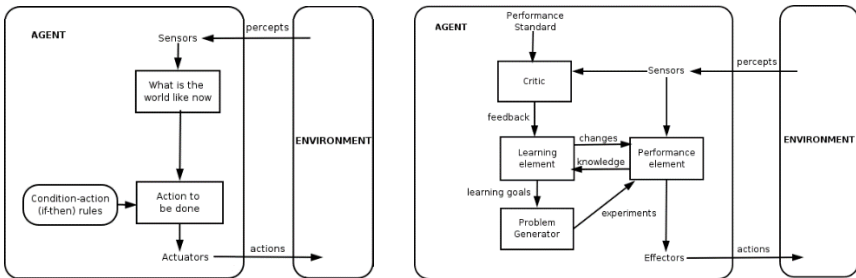 AGENT
Sensors
percepts
What is the
world like now
ENVIRONMENT
Condition-action
(if-then) rules
Action to
be done
Actuators
actions
AGENT
Performance
Standard
Critic
Sensors
percepts
feedback
ENVIRONMENT
Learning
element
changes
knowledge
Performance
element
learning goals
Problem
Generator
experiments
Effectors
actions